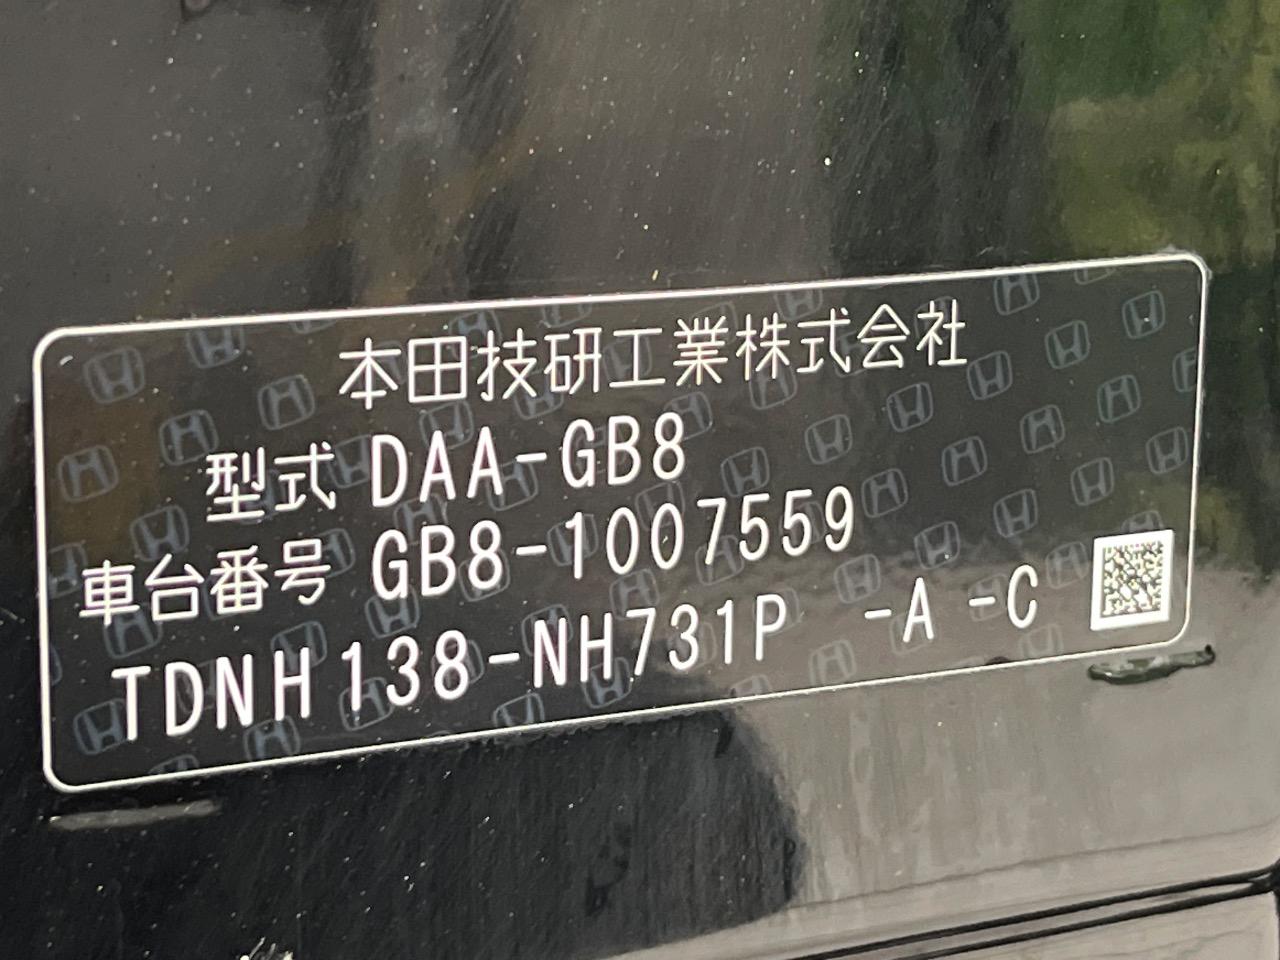 本田技研工業株式会社
型式 DAA-GB8
車台番号 GB8-1007559
TDNH138-NH731P -A -C